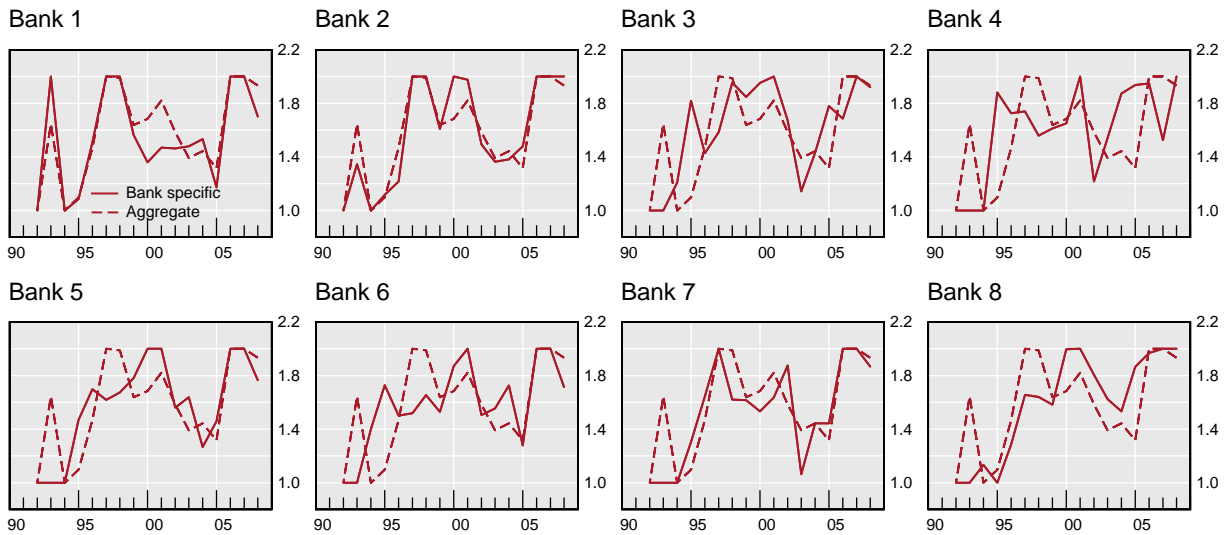 Bank 1 Bank 2 Bank 3 Bank 4
2.2 2.2 2.2 2.2
1.8 1.8 1.8 1.8
1.4 1.4 1.4 1.4
Bank specific
Aggregate
1.0 1.0 1.0 1.0
90 95 00 05 90 95 00 05 90 95 00 05 90 95 00 05
Bank 5 Bank 6 Bank 7 Bank 8
2.2 2.2 2.2 2.2
1.8 1.8 1.8 1.8
1.4 1.4 1.4 1.4
1.0 1.0 1.0 1.0
90 95 00 05 90 95 00 05 90 95 00 05 90 95 00 05